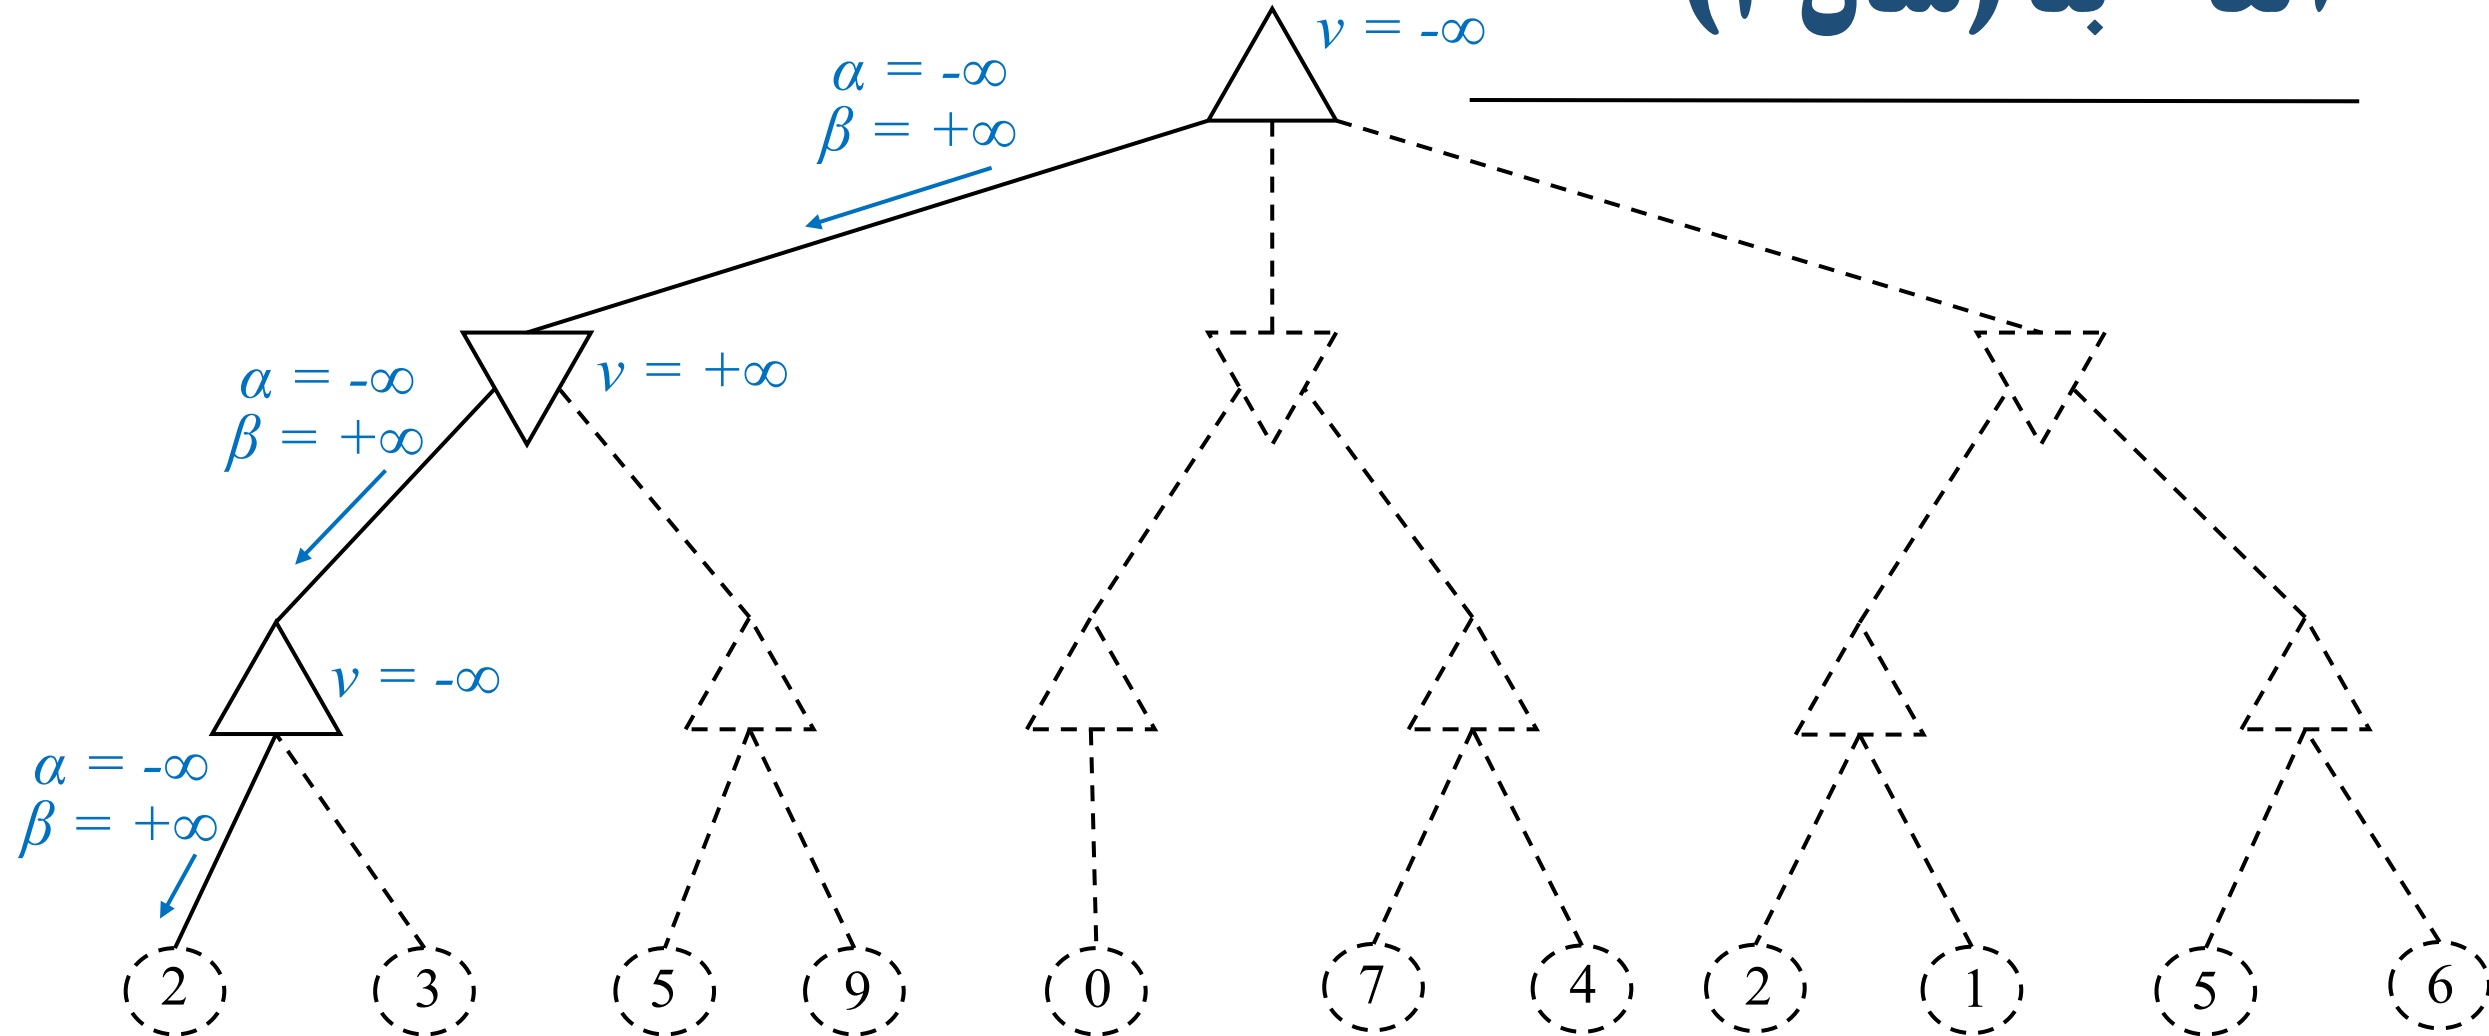 v = -∞
α = -∞
β = +∞
v = +∞
α = -∞
β = +∞
v = -∞
α = -∞
β = +∞
2 3 5 9 0 7 4 2 1 5 6